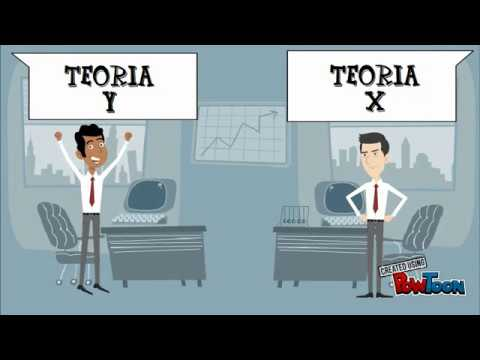 TEORIA
Y
TEORIA
X
CREATED USING
PowToon